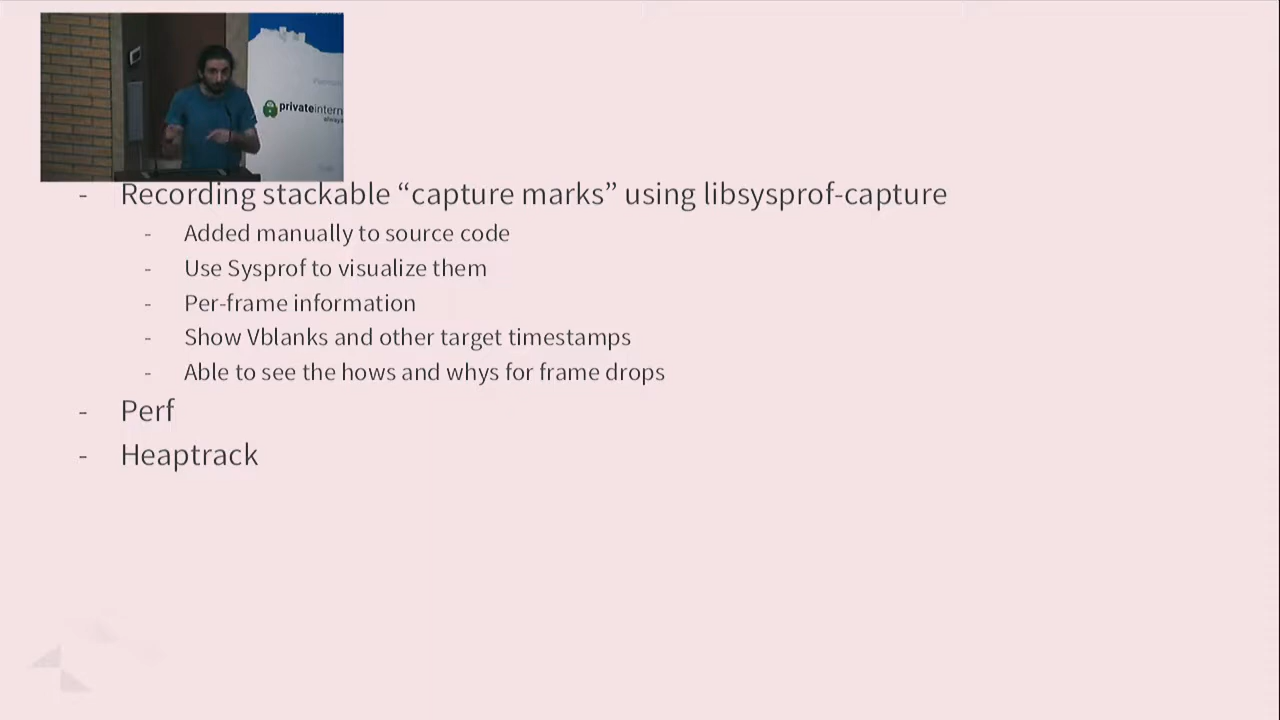 privateintern
always
- Recording stackable “capture marks” using libsysprof-capture
- Added manually to source code
- Use Sysprof to visualize them
- Per-frame information
- Show Vblanks and other target timestamps
- Able to see the hows and whys for frame drops
- Perf
- Heaptrack